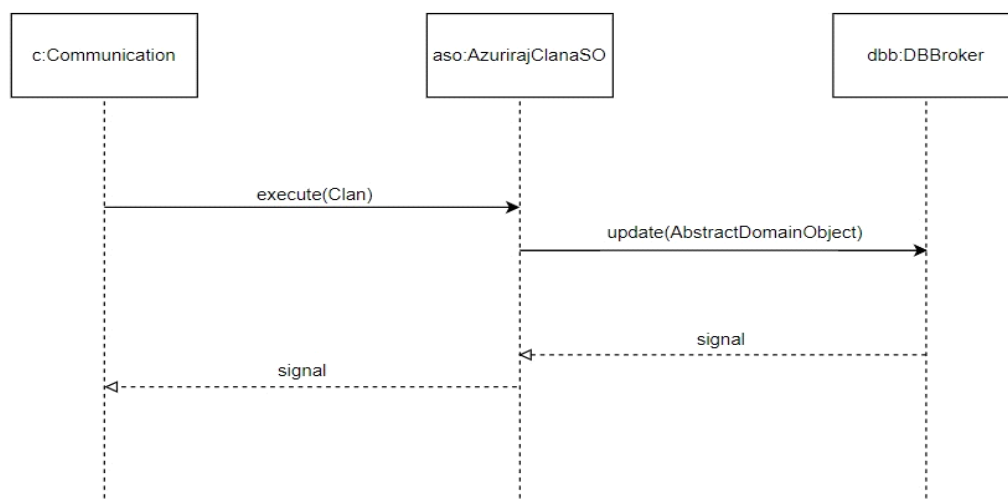 c:Communication
aso:AzurirajClanaSO
dbb:DBBroker
execute(Clan)
update(AbstractDomainObject)
signal
signal